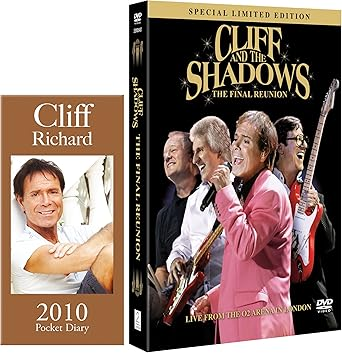 Cliff
Richard
2010
Pocket Diary
CLIFF AND THE SHADOWS THE FINAL REUNION
SPECIAL LIMITED EDITION
CLIFF
AND THE
SHADOWS
THE FINAL REUNION
LIVE FROM THE O2 ARENA IN LONDON
DVD
VIDEO